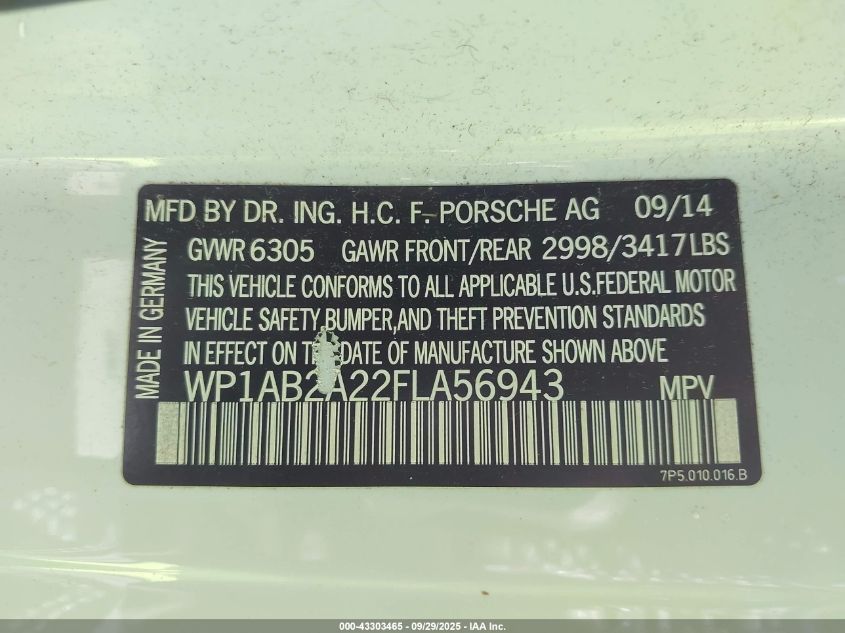 MFD BY DR. ING. H.C. F. PORSCHE AG 09/14
GVWR 6305 GAWR FRONT/REAR 2998/3417LBS
THIS VEHICLE CONFORMS TO ALL APPLICABLE U.S.FEDERAL MOTOR
VEHICLE SAFETY BUMPER,AND THEFT PREVENTION STANDARDS
IN EFFECT ON DATE OF MANUFACTURE SHOWN ABOVE
WP1AB2A22FLA56943 MPV
MADE IN GERMANY
7P5.010.016.B
000-43303465 - 09/29/2025 - IAA Inc.